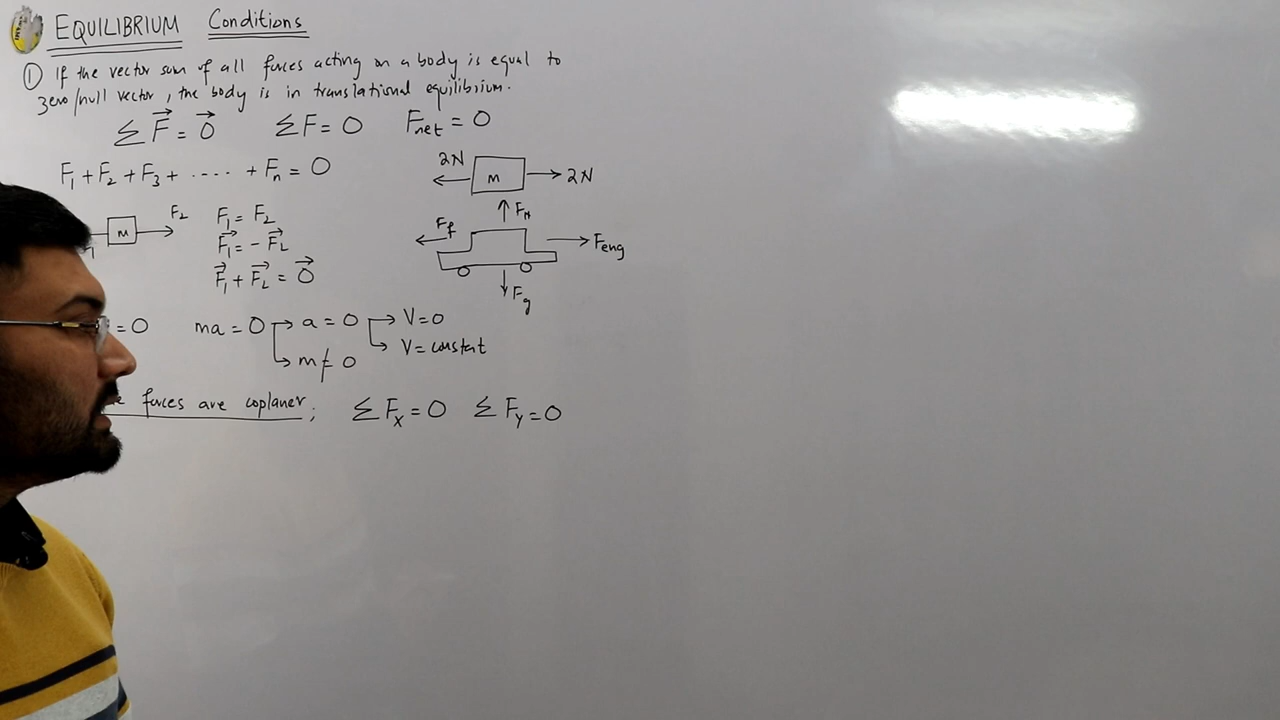 EQUILIBRIUM Conditions
① If the vector sum of all forces acting on a body is equal to
zero/null vector, the body is in translational equilibrium.
∑F⃗ = 0⃗ ∑F = 0 Fnet = 0
F₁ + F₂ + F₃ + ---- + Fₙ = 0
2N M 2N
M F₂
F₁ = F₂
F⃗₁ = - F⃗₂
F⃗₁ + F⃗₂ = 0⃗
FN
Ff Feng
Fg
= 0 ma = 0 → a = 0 → V = 0
→ V = constant
→ m ≠ 0
forces are coplaner; ∑Fx = 0 ∑Fy = 0